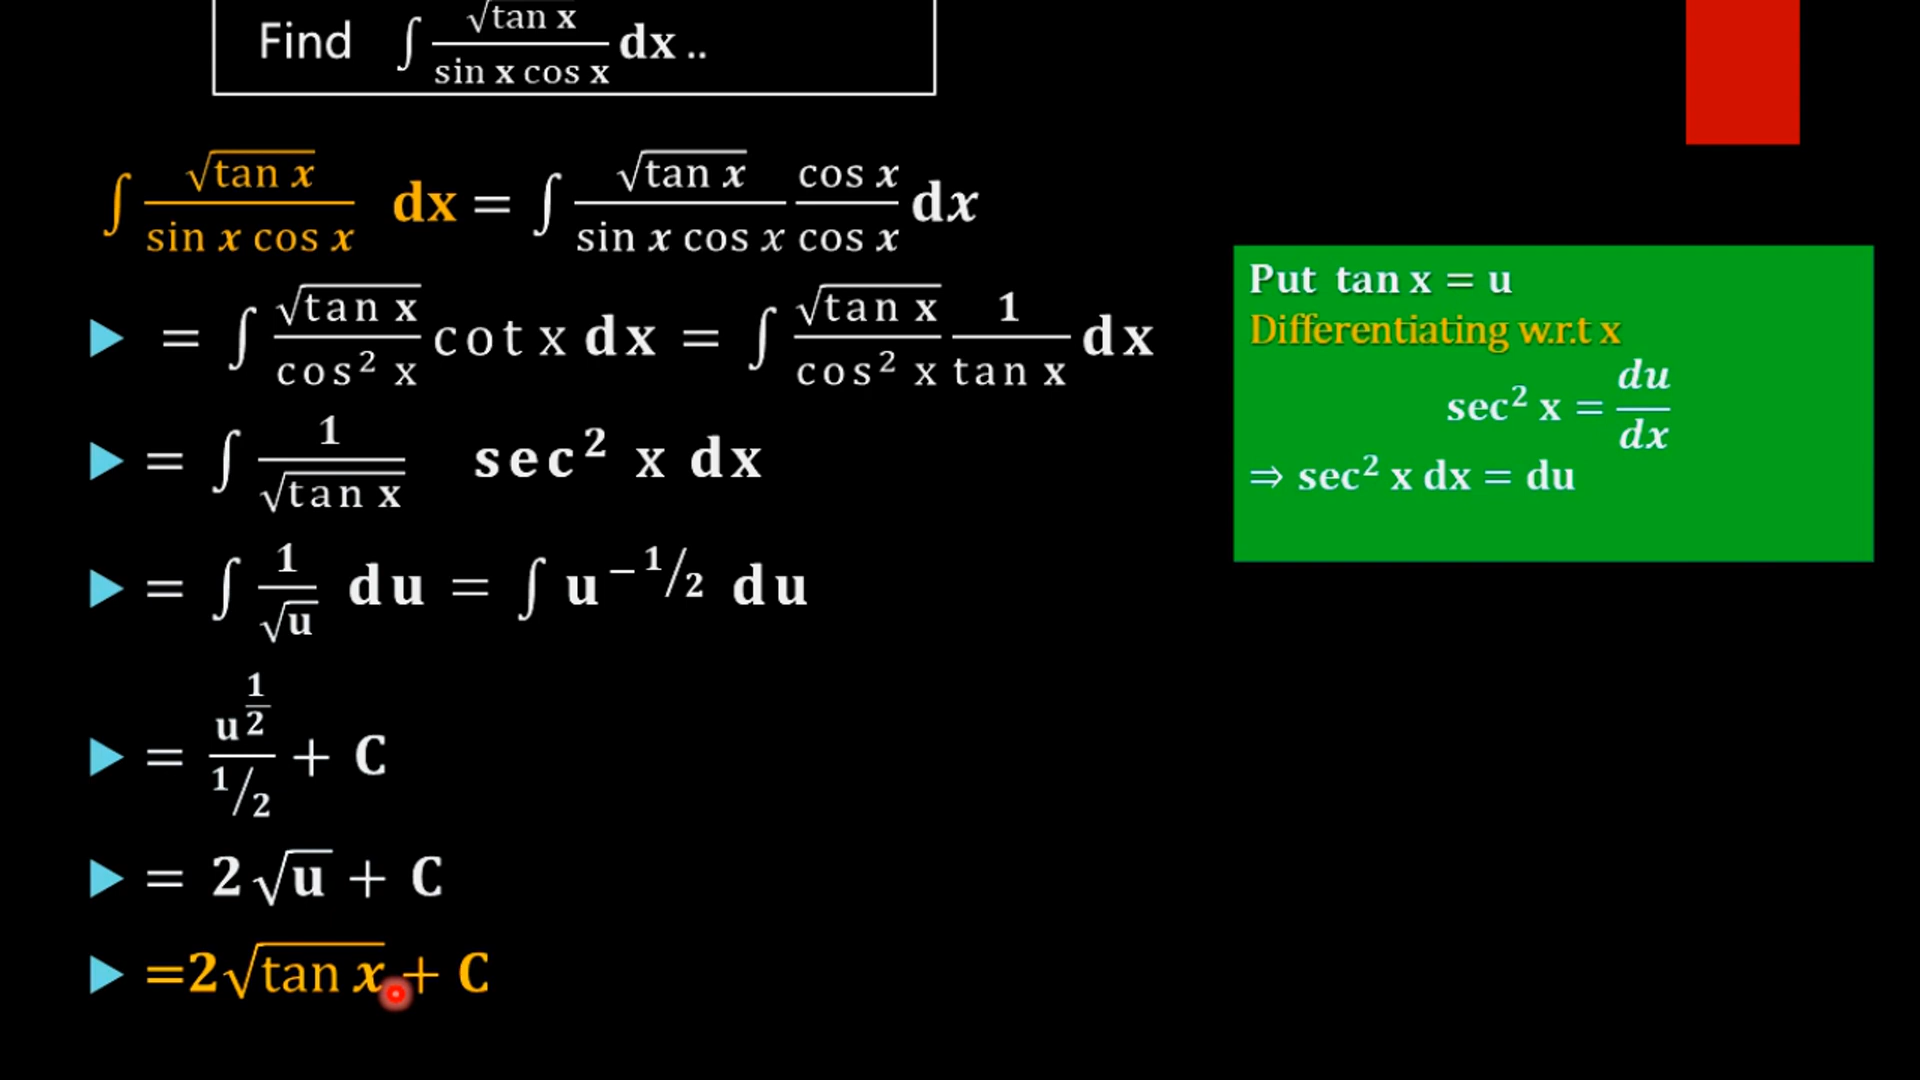 Find ∫ √tan x / sin x cos x dx ..
∫ √tan x / sin x cos x dx = ∫ √tan x / sin x cos x cos x / cos x dx
= ∫ √tan x / cos² x cot x dx = ∫ √tan x / cos² x 1 / tan x dx
= ∫ 1 / √tan x sec² x dx
= ∫ 1 / √u du = ∫ u^(−1/2) du
= u^(1/2) / (1/2) + C
= 2√u + C
=2√tan x + C
Put tan x = u
Differentiating w.r.t x
sec² x = du / dx
⇒ sec² x dx = du